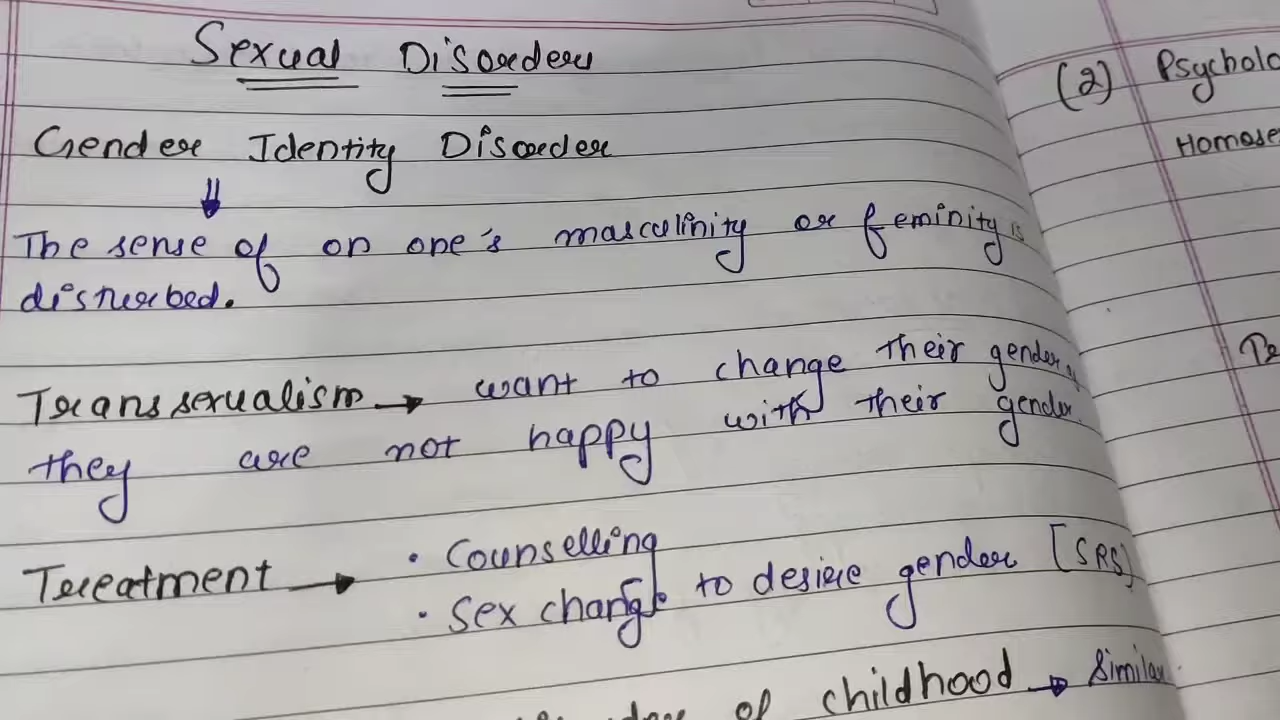 Sexual Disorders
Gender Identity Disorder
⇓
The sense of on one's masculinity or feminity is
disturbed.
Transsexualism → want to change their gender
they are not happy with their gender.
Treatment → • Counselling
• Sex change to desire gender [SRS]
of childhood → Similar
(2) Psycholo
Homose